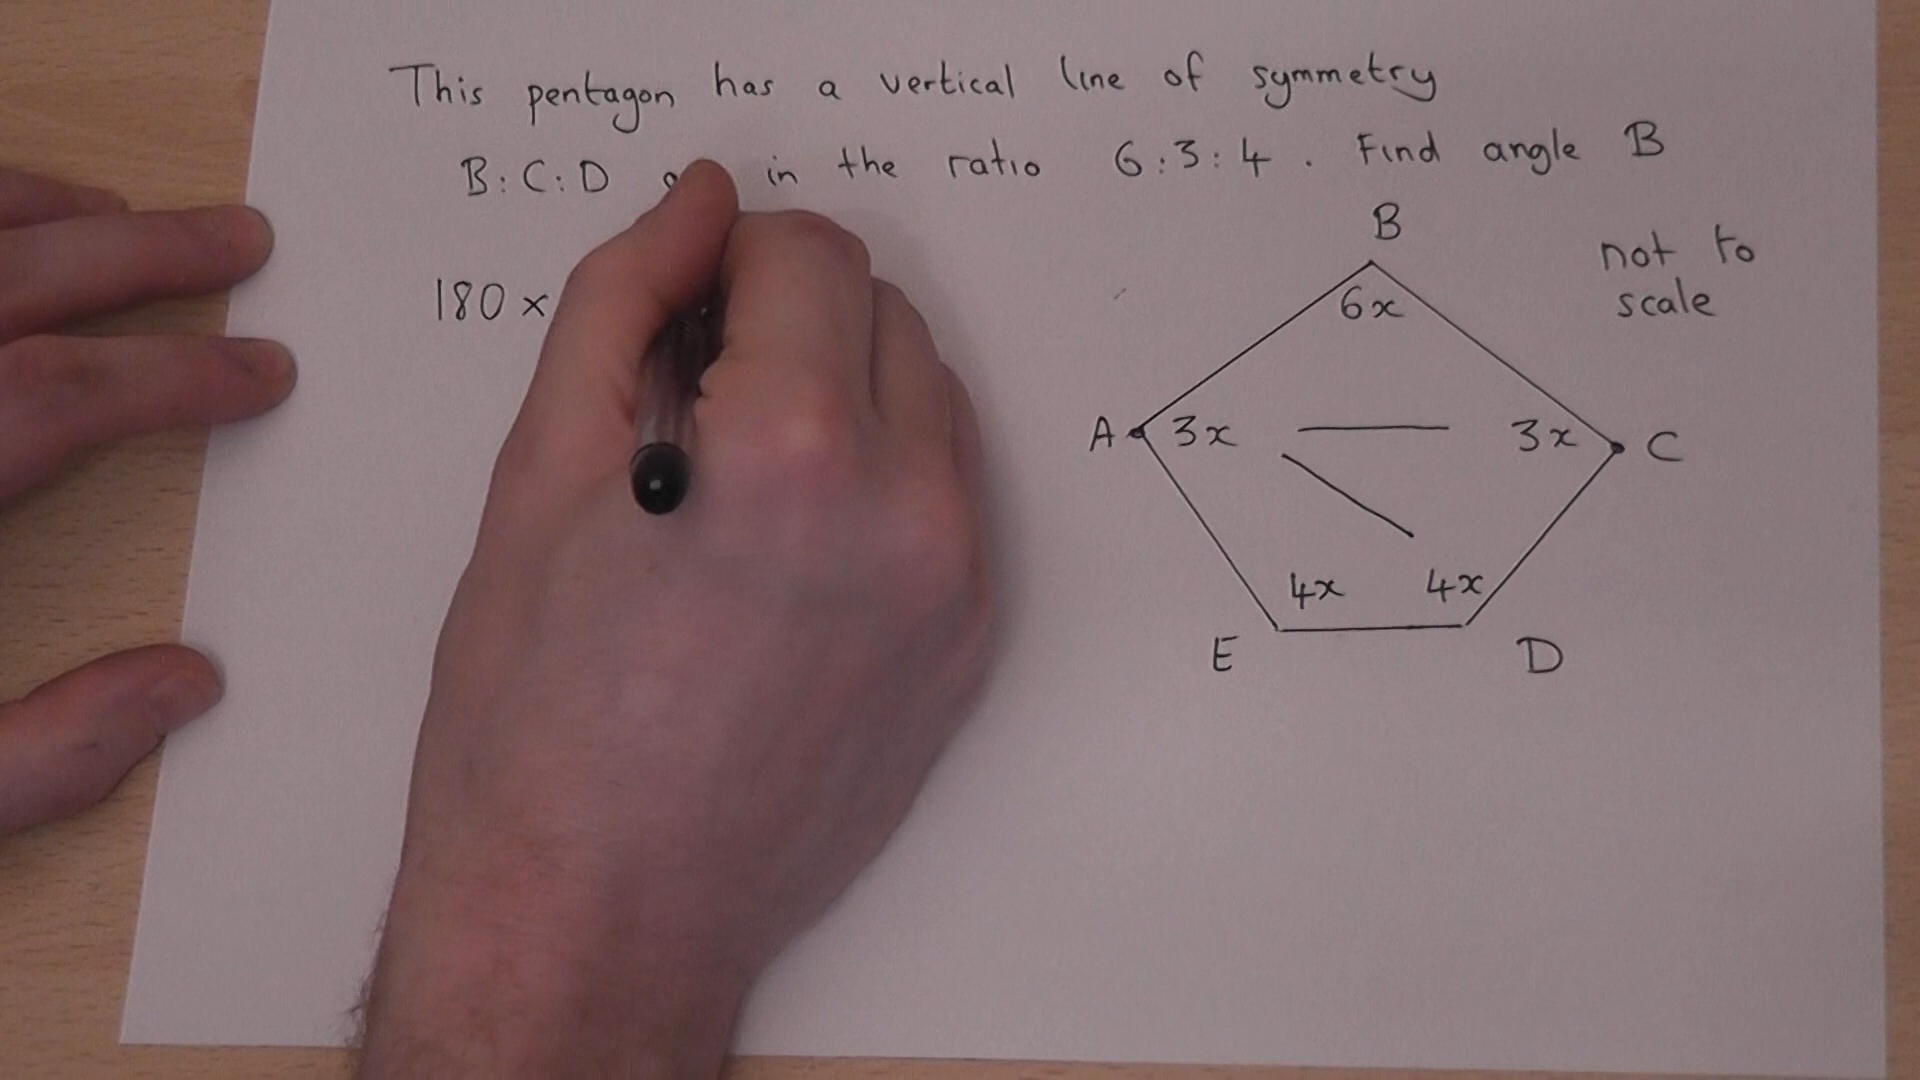 This pentagon has a vertical line of symmetry
B:C:D in the ratio 6:3:4. Find angle B
B
not to
scale
180 ×
6x
A 3x 3x C
4x 4x
E D